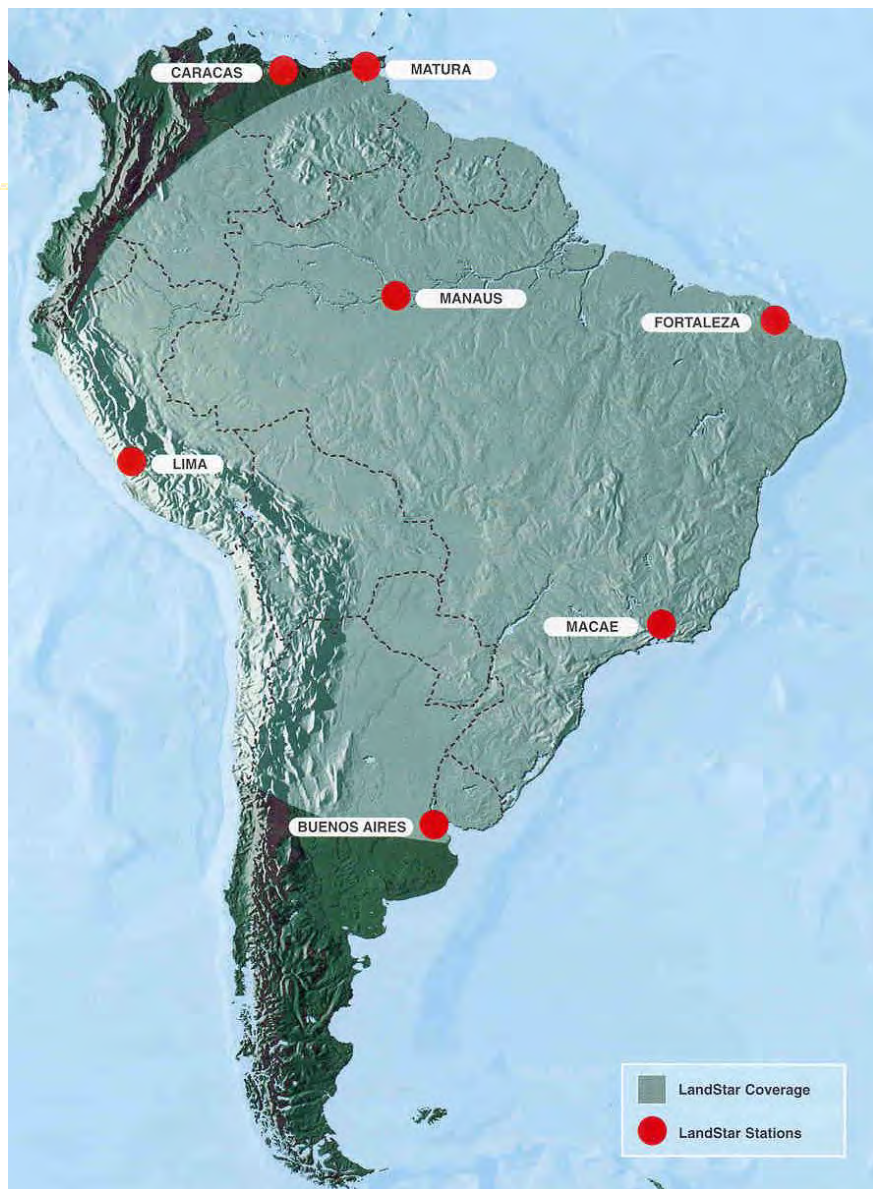 CARACAS
MATURA
MANAUS
FORTALEZA
LIMA
MACAE
BUENOS AIRES
LandStar Coverage
LandStar Stations